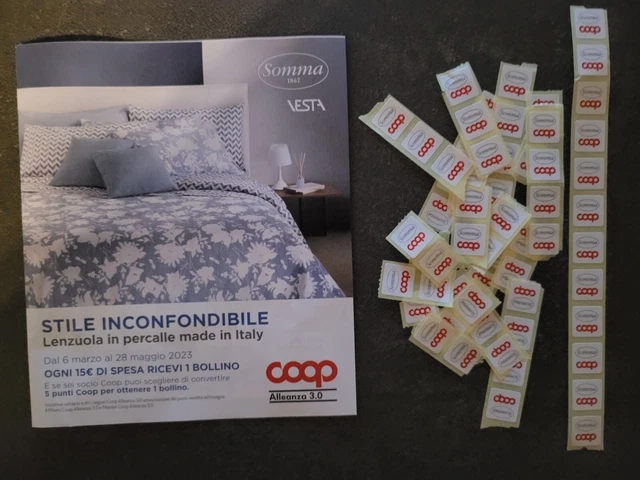 Somma
1867
VESTA
STILE INCONFONDIBILE
Lenzuola in percalle made in Italy
Dal 6 marzo al 28 maggio 2023
OGNI 15€ DI SPESA RICEVI 1 BOLLINO
E se sei socio Coop puoi scegliere di convertire
5 punti Coop per ottenere 1 bollino.
coop
Alleanza 3.0
Somma
coop